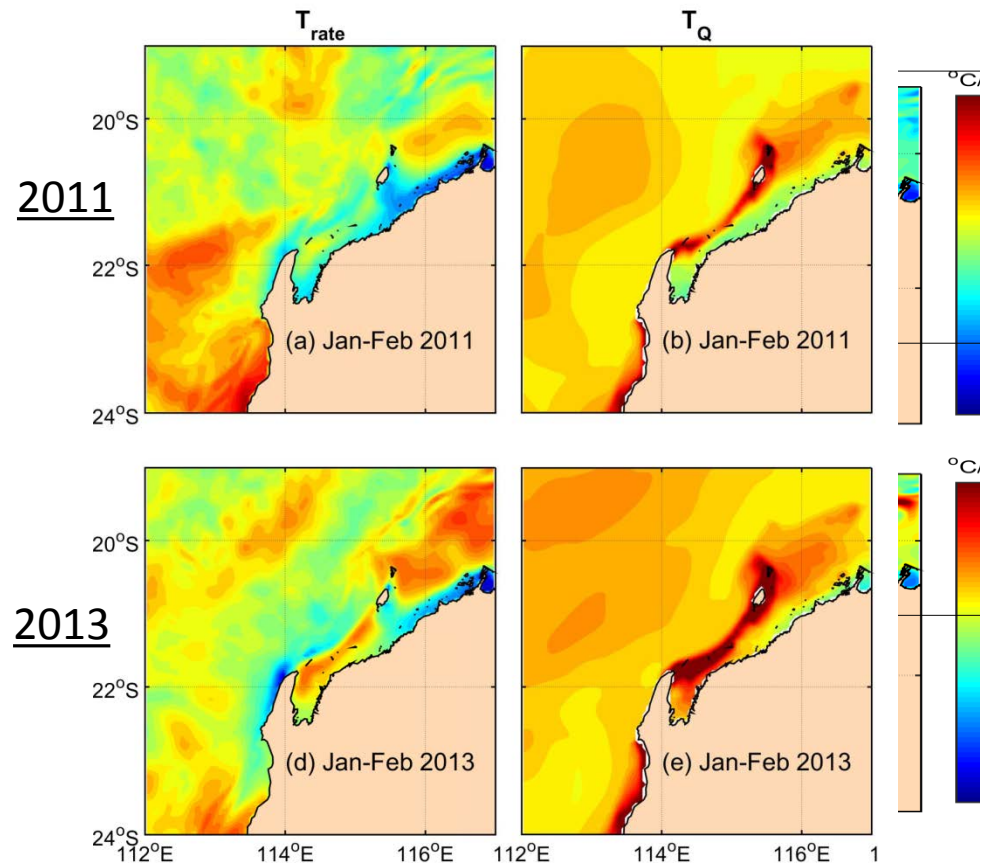 T_rate T_Q
2011
°C/
20°S
22°S
24°S
(a) Jan-Feb 2011
(b) Jan-Feb 2011
2013
°C/
20°S
22°S
24°S
(d) Jan-Feb 2013
(e) Jan-Feb 2013
112°E 114°E 116°E 112°E 114°E 116°E 1